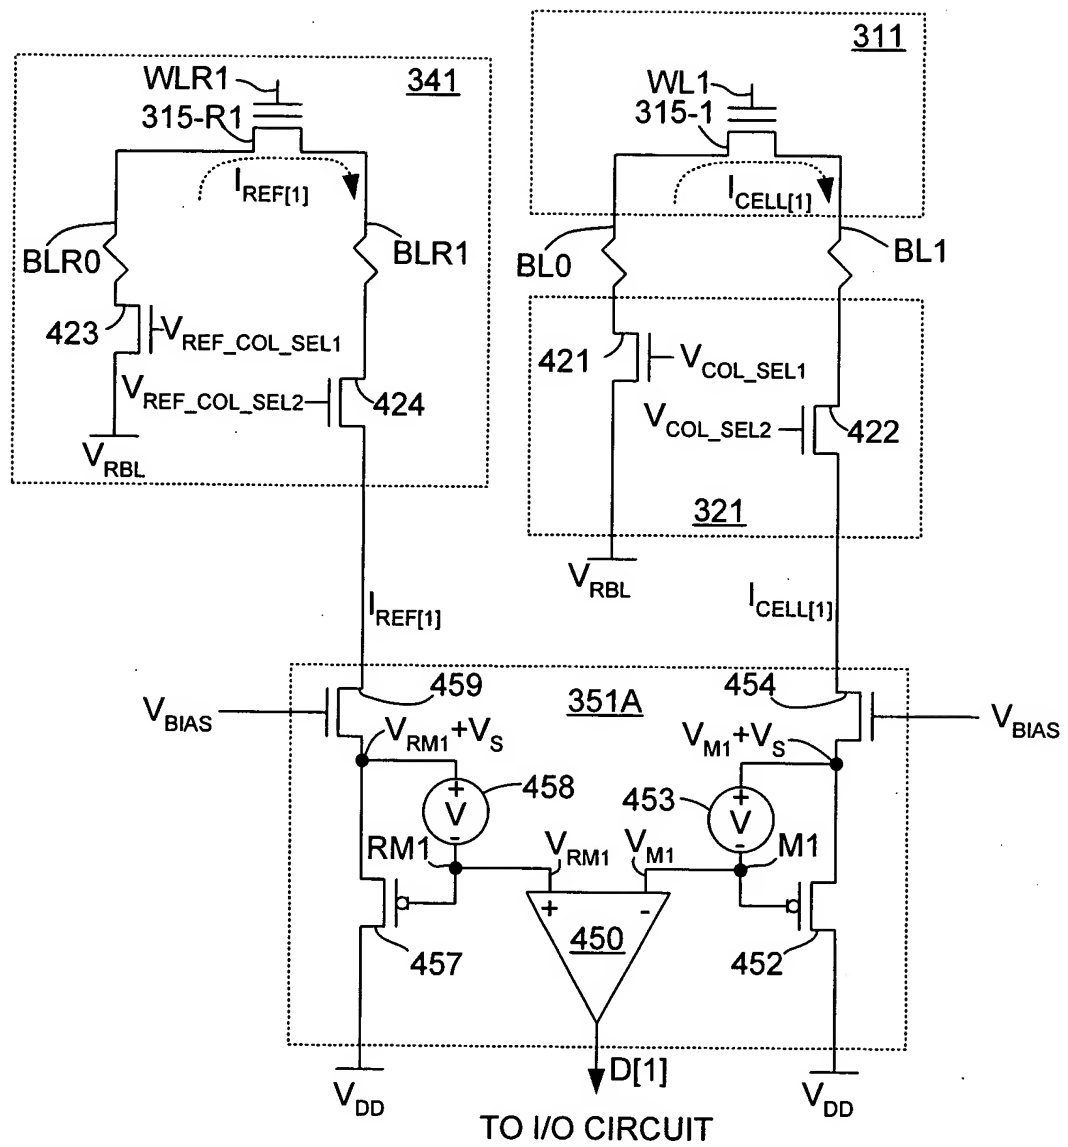 311
341
WLR1
WL1
315-R1
315-1
I_REF[1]
I_CELL[1]
BLR0
BLR1
BL0
BL1
423
V_REF_COL_SEL1
421
V_COL_SEL1
V_REF_COL_SEL2
424
V_COL_SEL2
422
V_RBL
321
V_RBL
I_REF[1]
I_CELL[1]
459
351A
454
V_BIAS
V_BIAS
V_RM1+V_S
V_M1+V_S
+
V
-
458
453
+
V
-
RM1
V_RM1
V_M1
M1
+
-
450
457
452
V_DD
D[1]
V_DD
TO I/O CIRCUIT